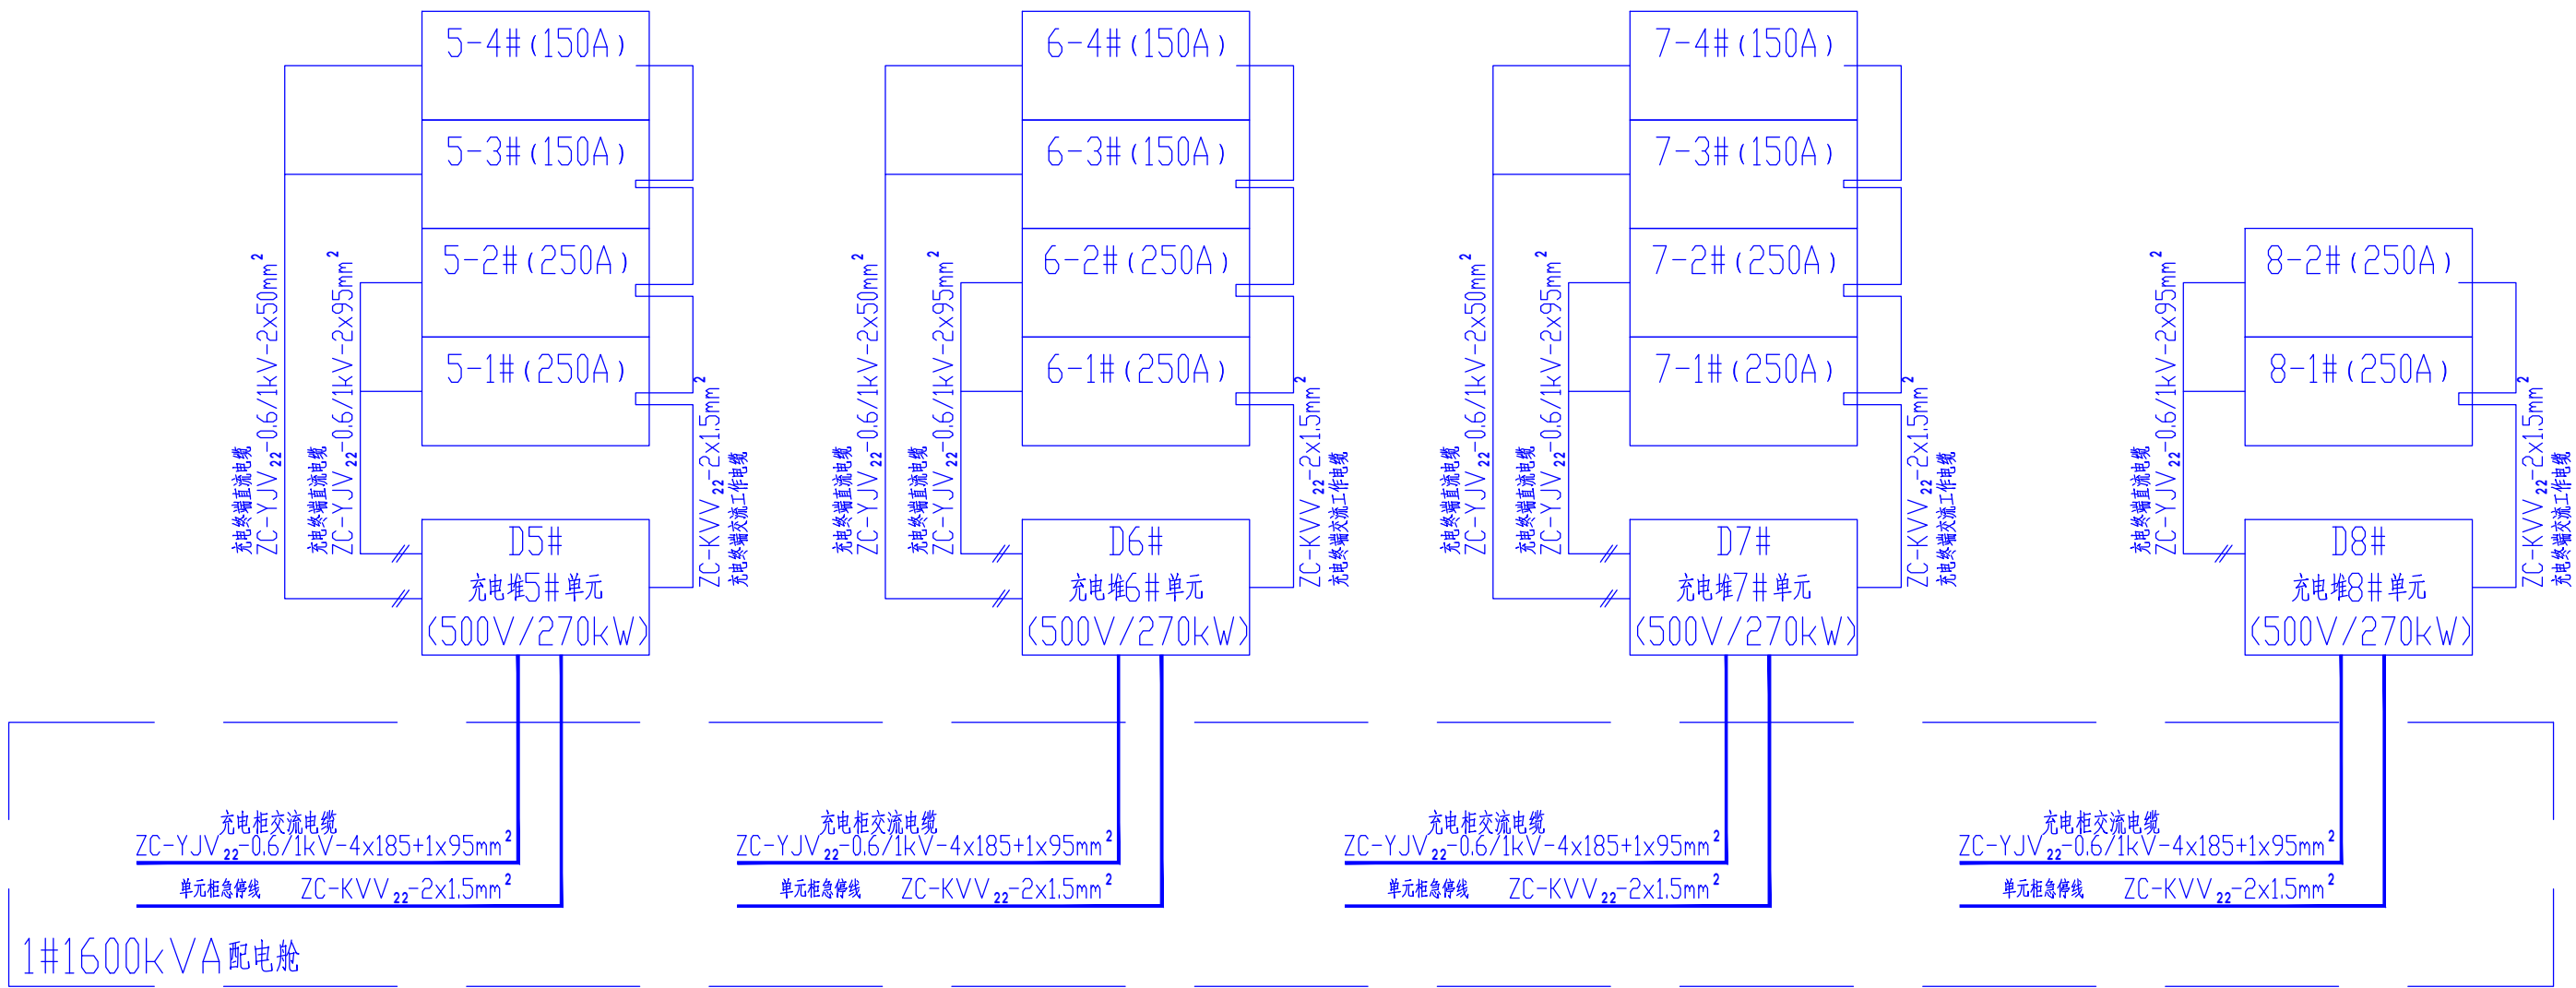 5-4#(150A)
5-3#(150A)
5-2#(250A)
5-1#(250A)
充电终端直流电缆
ZC-YJV22-0.6/1kV-2x50mm²
充电终端直流电缆
ZC-YJV22-0.6/1kV-2x95mm²
ZC-KVV22-2x1.5mm²
充电终端交流工作电缆
D5#
充电堆5#单元
(500V/270kW)
6-4#(150A)
6-3#(150A)
6-2#(250A)
6-1#(250A)
充电终端直流电缆
ZC-YJV22-0.6/1kV-2x50mm²
充电终端直流电缆
ZC-YJV22-0.6/1kV-2x95mm²
ZC-KVV22-2x1.5mm²
充电终端交流工作电缆
D6#
充电堆6#单元
(500V/270kW)
7-4#(150A)
7-3#(150A)
7-2#(250A)
7-1#(250A)
充电终端直流电缆
ZC-YJV22-0.6/1kV-2x50mm²
充电终端直流电缆
ZC-YJV22-0.6/1kV-2x95mm²
ZC-KVV22-2x1.5mm²
充电终端交流工作电缆
D7#
充电堆7#单元
(500V/270kW)
8-2#(250A)
8-1#(250A)
充电终端直流电缆
ZC-YJV22-0.6/1kV-2x95mm²
ZC-KVV22-2x1.5mm²
充电终端交流工作电缆
D8#
充电堆8#单元
(500V/270kW)
充电柜交流电缆
ZC-YJV22-0.6/1kV-4x185+1x95mm²
单元柜急停线 ZC-KVV22-2x1.5mm²
充电柜交流电缆
ZC-YJV22-0.6/1kV-4x185+1x95mm²
单元柜急停线 ZC-KVV22-2x1.5mm²
充电柜交流电缆
ZC-YJV22-0.6/1kV-4x185+1x95mm²
单元柜急停线 ZC-KVV22-2x1.5mm²
充电柜交流电缆
ZC-YJV22-0.6/1kV-4x185+1x95mm²
单元柜急停线 ZC-KVV22-2x1.5mm²
1#1600kVA配电舱